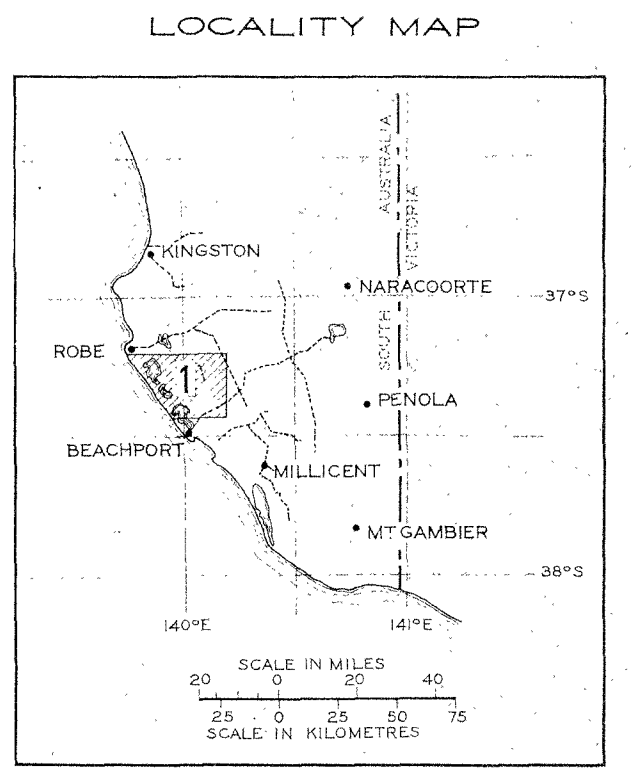 LOCALITY MAP
SOUTH AUSTRALIA
VICTORIA
KINGSTON
NARACOORTE
37°S
ROBE
1
PENOLA
BEACHPORT
MILLICENT
MT GAMBIER
38°S
140°E 141°E
SCALE IN MILES
20 0 20 40
25 0 25 50 75
SCALE IN KILOMETRES